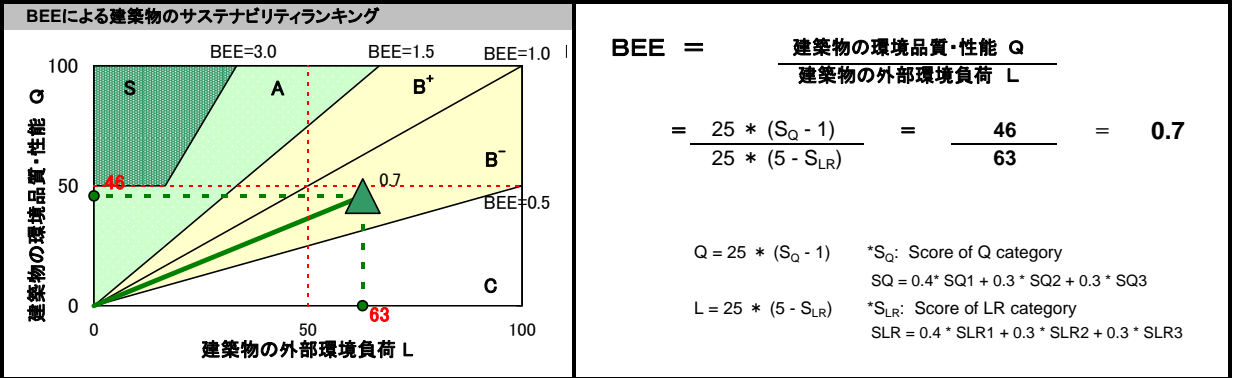 BEEによる建築物のサステナビリティランキング
BEE=3.0 BEE=1.5 BEE=1.0
100
S A B⁺
B⁻
50
46
0.7
BEE=0.5
C
0
63
0 50 100
建築物の環境品質・性能 Q
建築物の外部環境負荷 L
BEE = 建築物の環境品質・性能 Q
建築物の外部環境負荷 L
= 25 * (SQ - 1) = 46 = 0.7
25 * (5 - SLR) 63
Q = 25 * (SQ - 1) *SQ: Score of Q category
SQ = 0.4* SQ1 + 0.3 * SQ2 + 0.3 * SQ3
L = 25 * (5 - SLR) *SLR: Score of LR category
SLR = 0.4 * SLR1 + 0.3 * SLR2 + 0.3 * SLR3